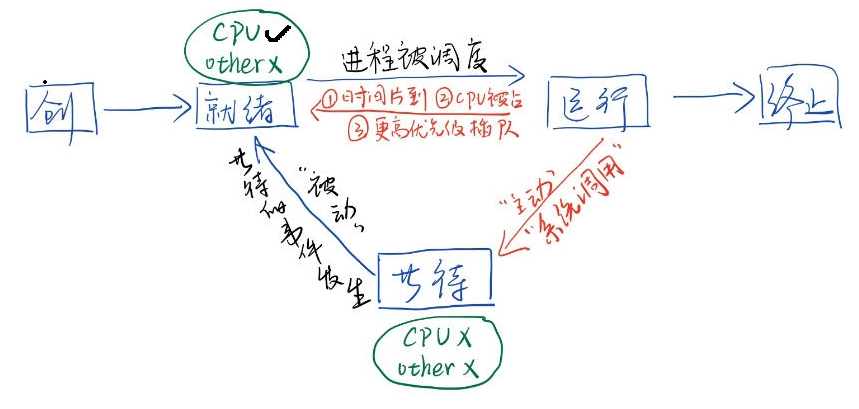 CPU✓
other x
进程被调度
①时间片到 ②CPU被占
③更高优先级插队
创
就绪
运行
终止
"被动"
"主动"
"系统调用"
等待的事件发生
等待
CPU X
other X